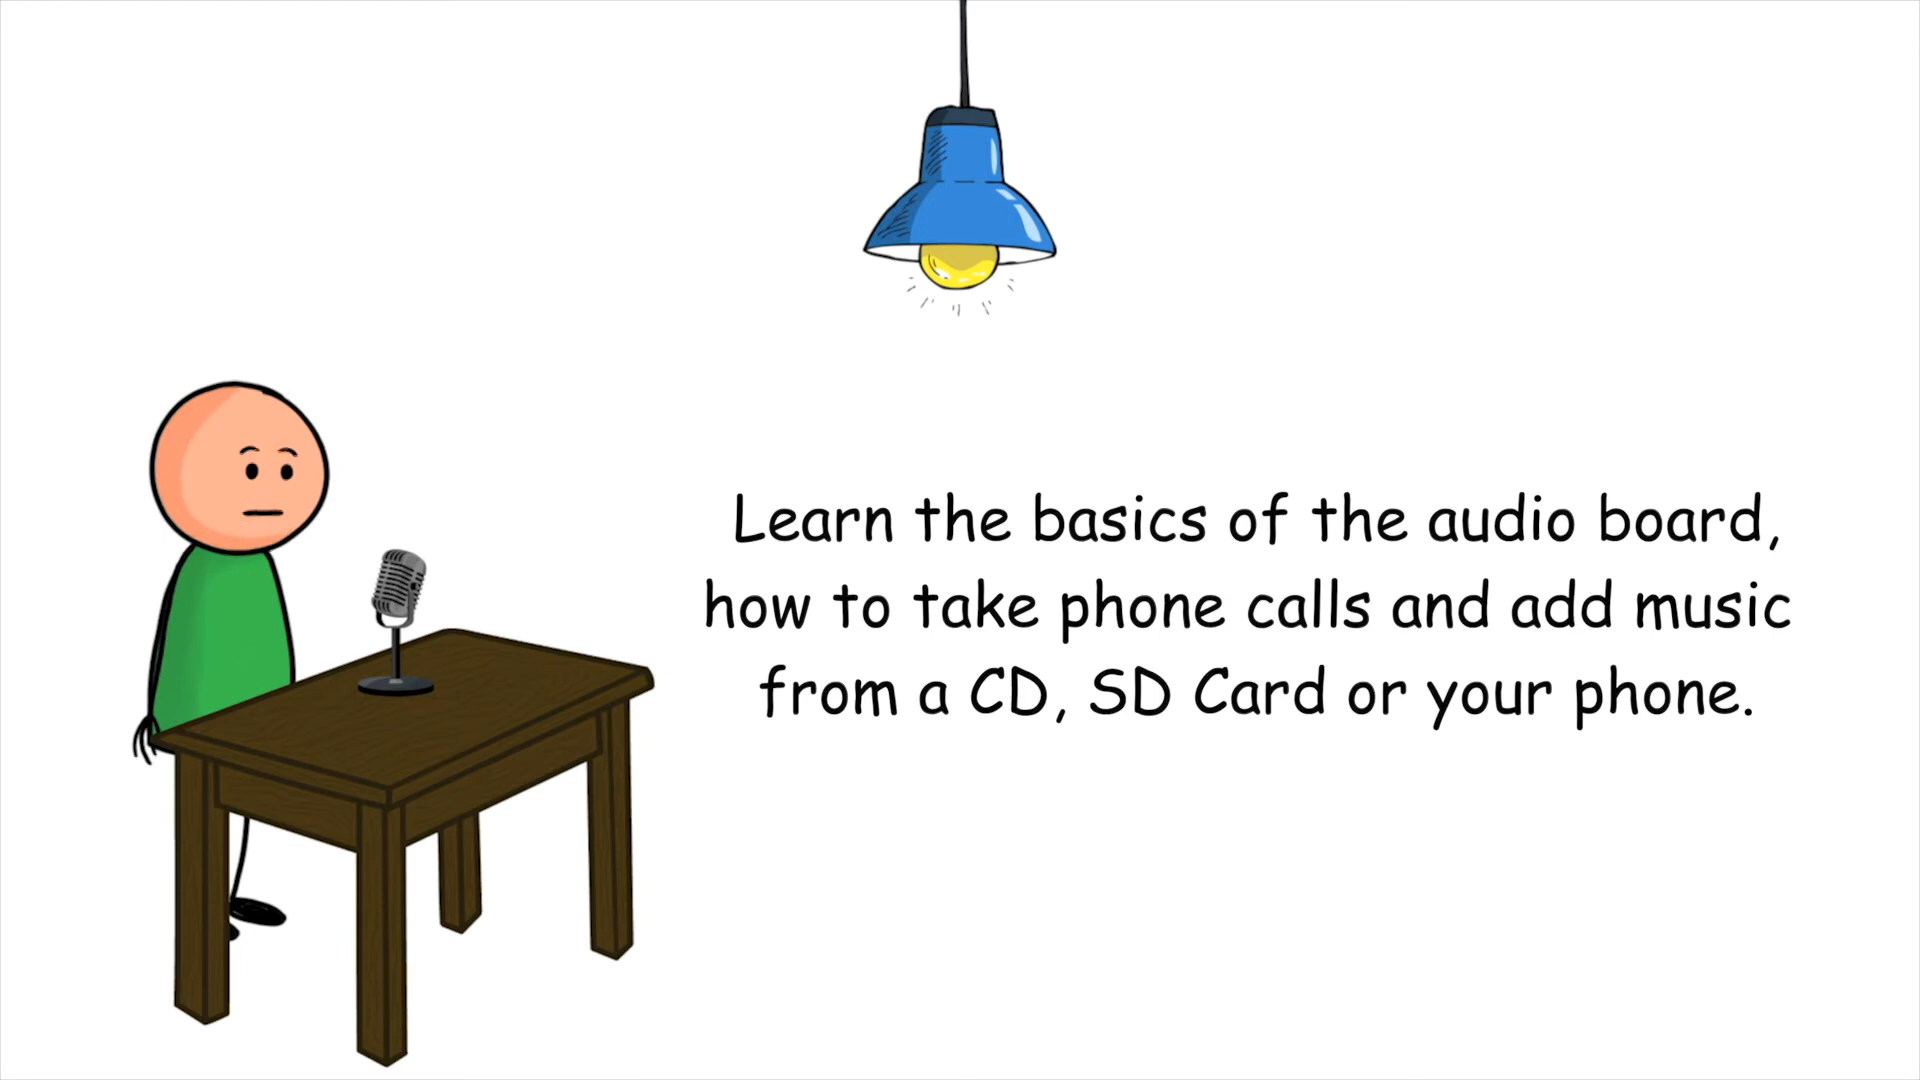 Learn the basics of the audio board,
how to take phone calls and add music
from a CD, SD Card or your phone.